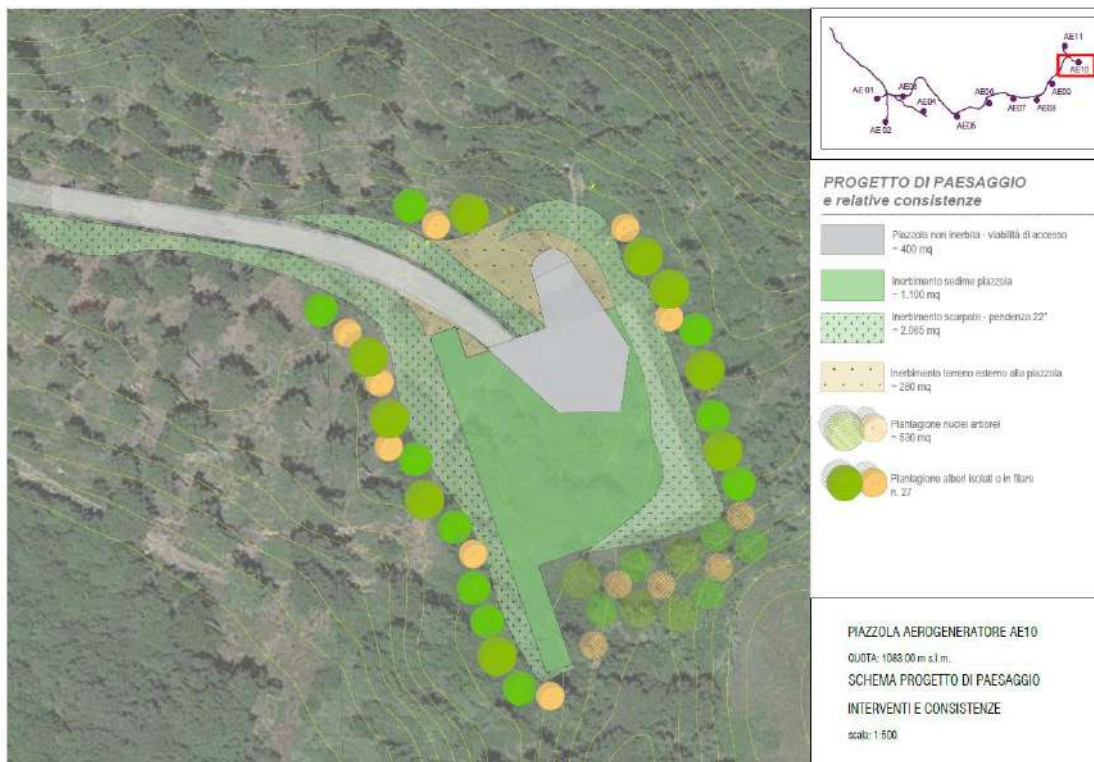 AE11
AE10
AE 01
AE03
AE04
AE 02
AE05
AE06
AE07
AE08
AE09
PROGETTO DI PAESAGGIO
e relative consistenze
Piazzola non inerbita - viabilità di accesso
~ 400 mq
Inerbimento sedime piazzola
~ 1.100 mq
Inerbimento scarpate - pendenza 22°
~ 2.065 mq
Inerbimento terreno esterno alla piazzola
~ 280 mq
Plantagione nuclei arborei
~ 530 mq
Plantagione alberi isolati o in filare
n. 27
PIAZZOLA AEROGENERATORE AE10
QUOTA: 1083.00 m s.l.m.
SCHEMA PROGETTO DI PAESAGGIO
INTERVENTI E CONSISTENZE
scala: 1:500